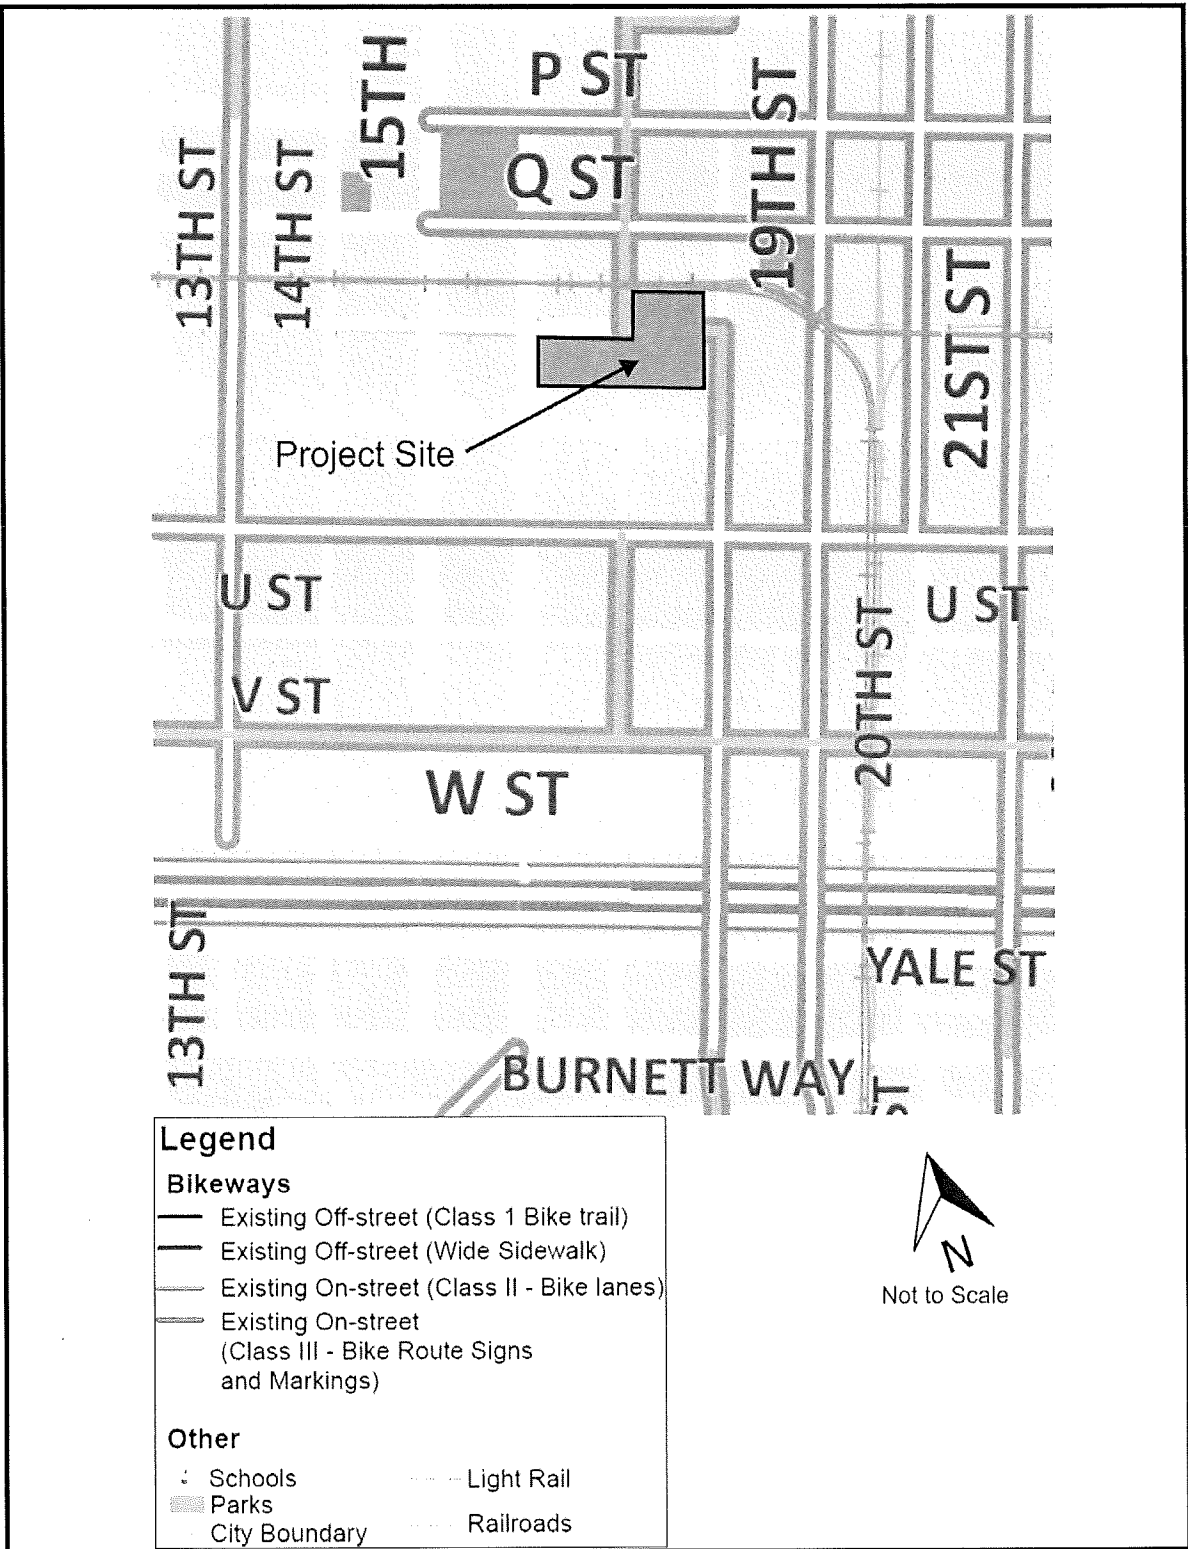 P ST
15TH
19TH ST
13TH ST
14TH ST
Q ST
21ST ST
Project Site
U ST
U ST
20TH ST
V ST
W ST
13TH ST
YALE ST
BURNETT WAY
ST
Legend
Bikeways
Existing Off-street (Class 1 Bike trail)
Existing Off-street (Wide Sidewalk)
Existing On-street (Class II - Bike lanes)
Existing On-street
(Class III - Bike Route Signs
and Markings)
N
Not to Scale
Other
Schools
Light Rail
Parks
Railroads
City Boundary